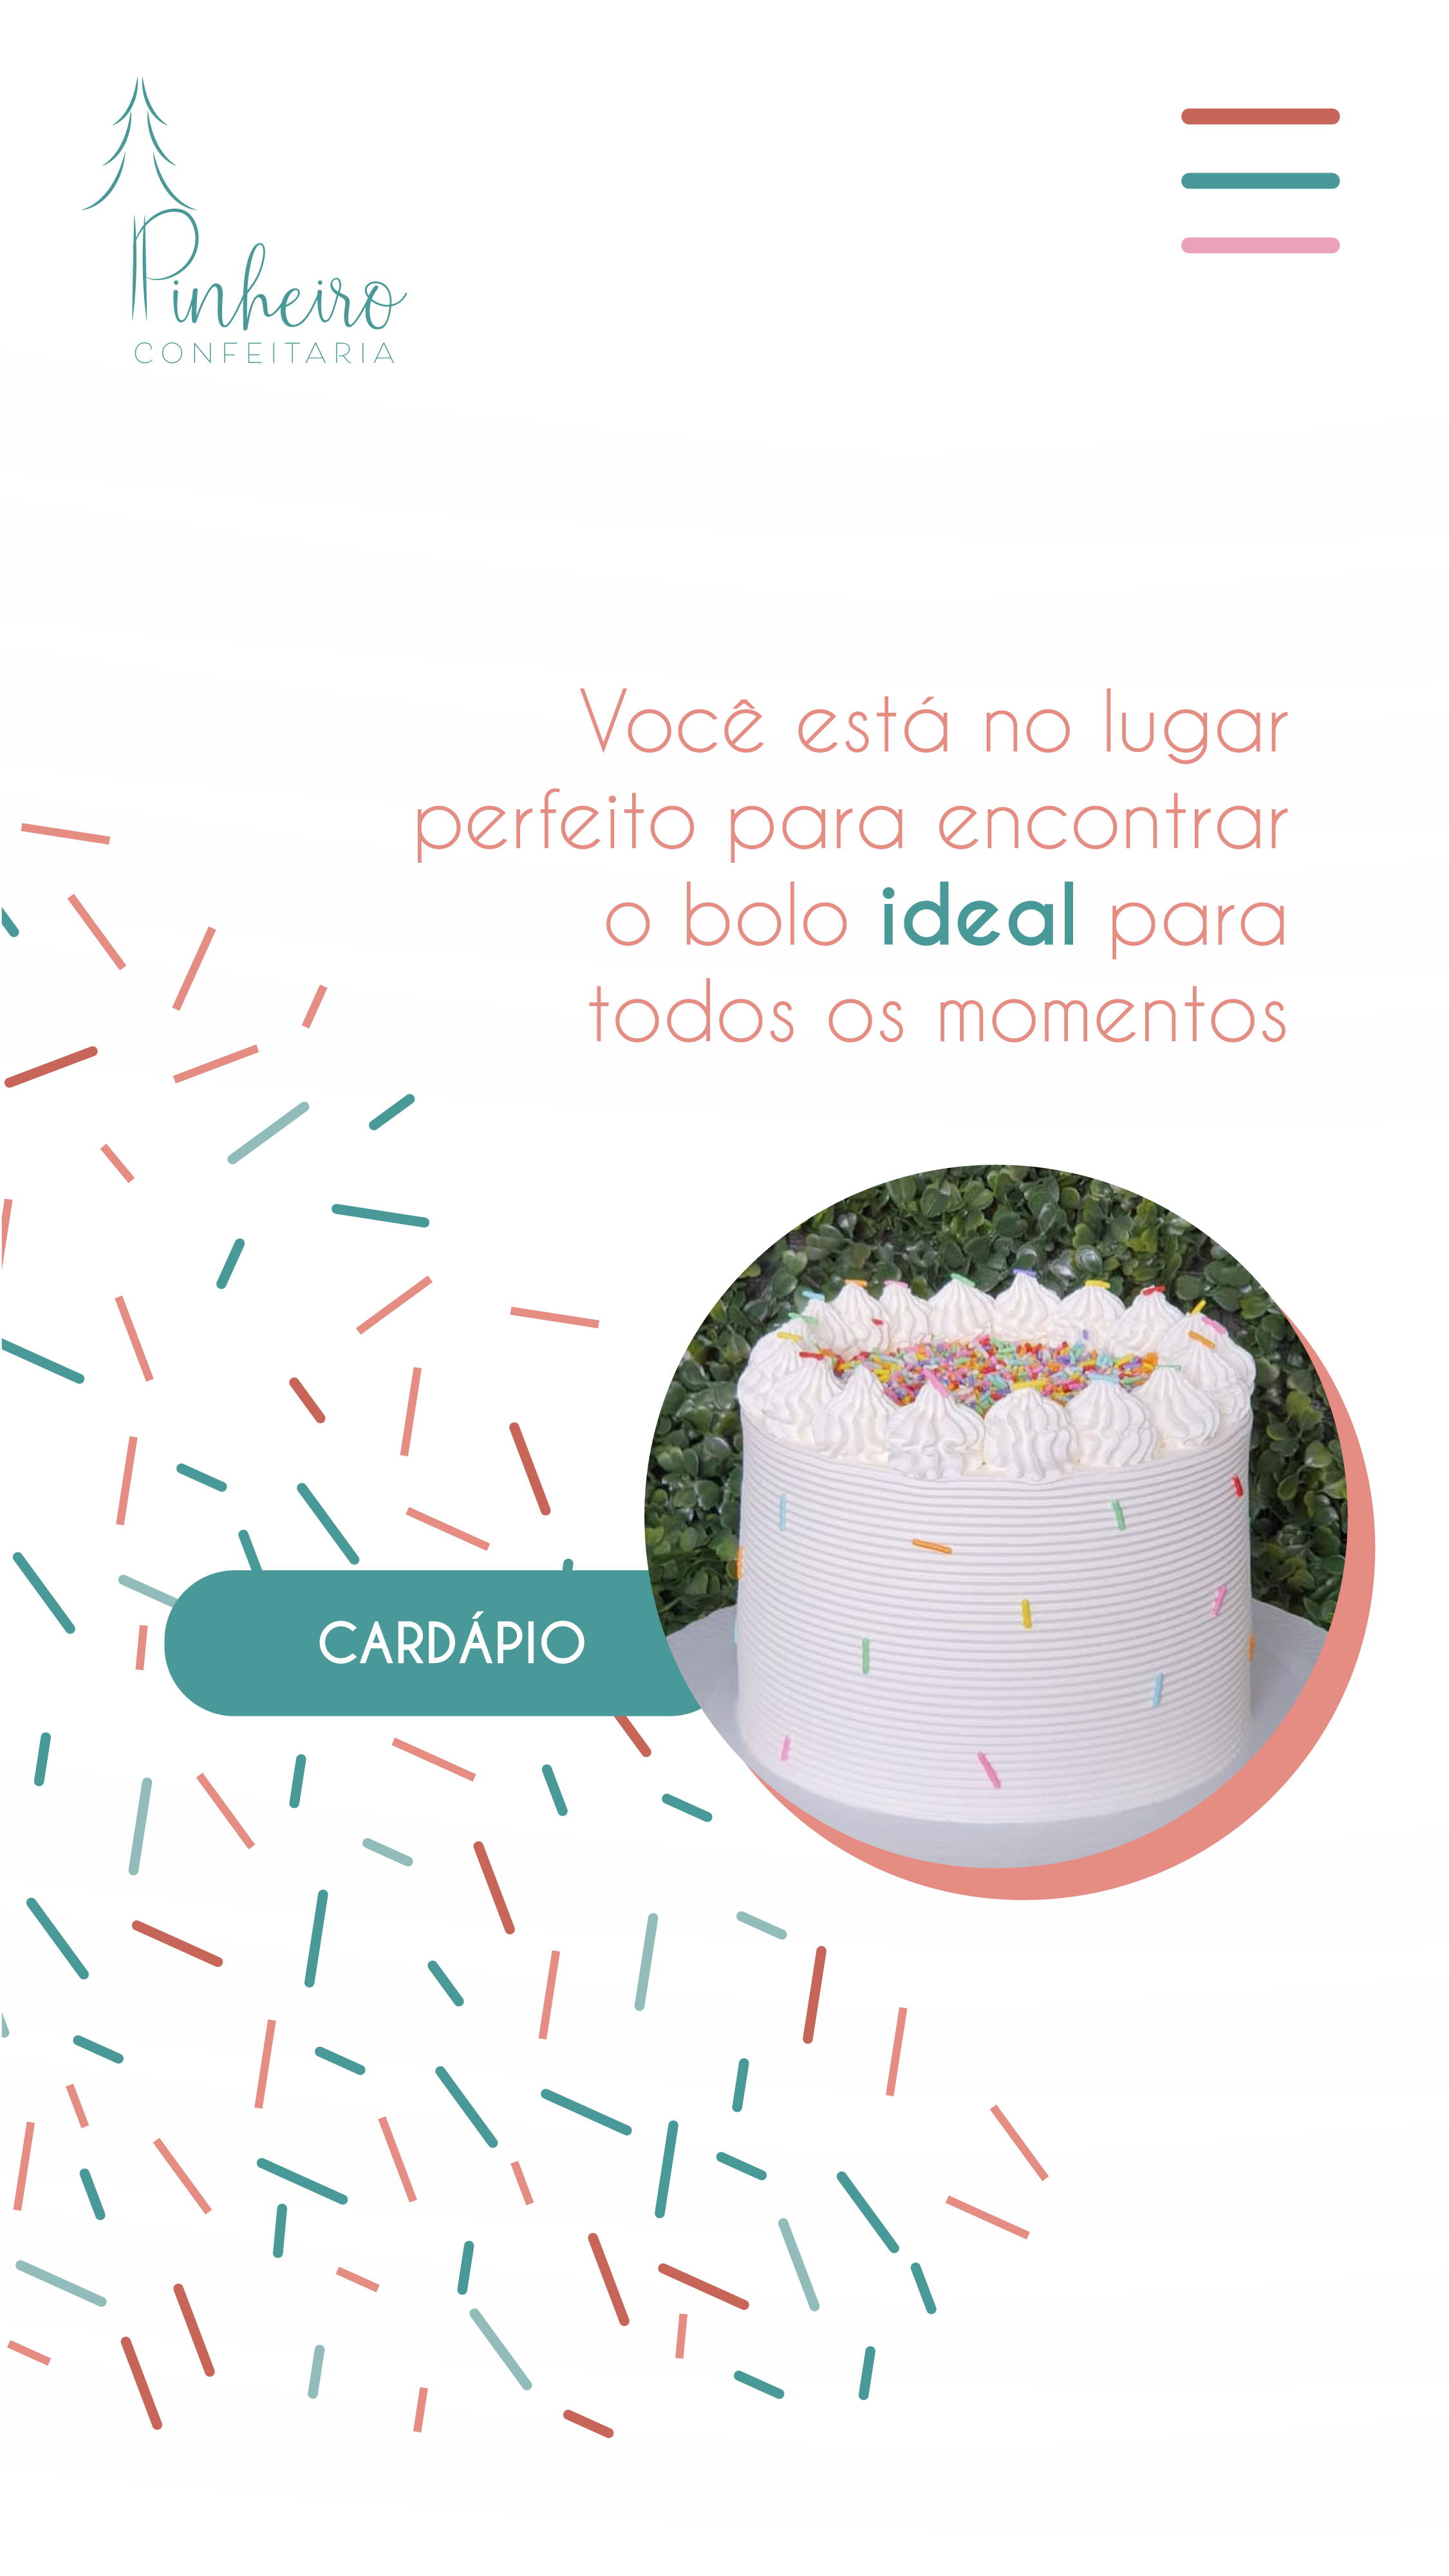 Pinheiro
CONFEITARIA
Você está no lugar
perfeito para encontrar
o bolo ideal para
todos os momentos
CARDÁPIO